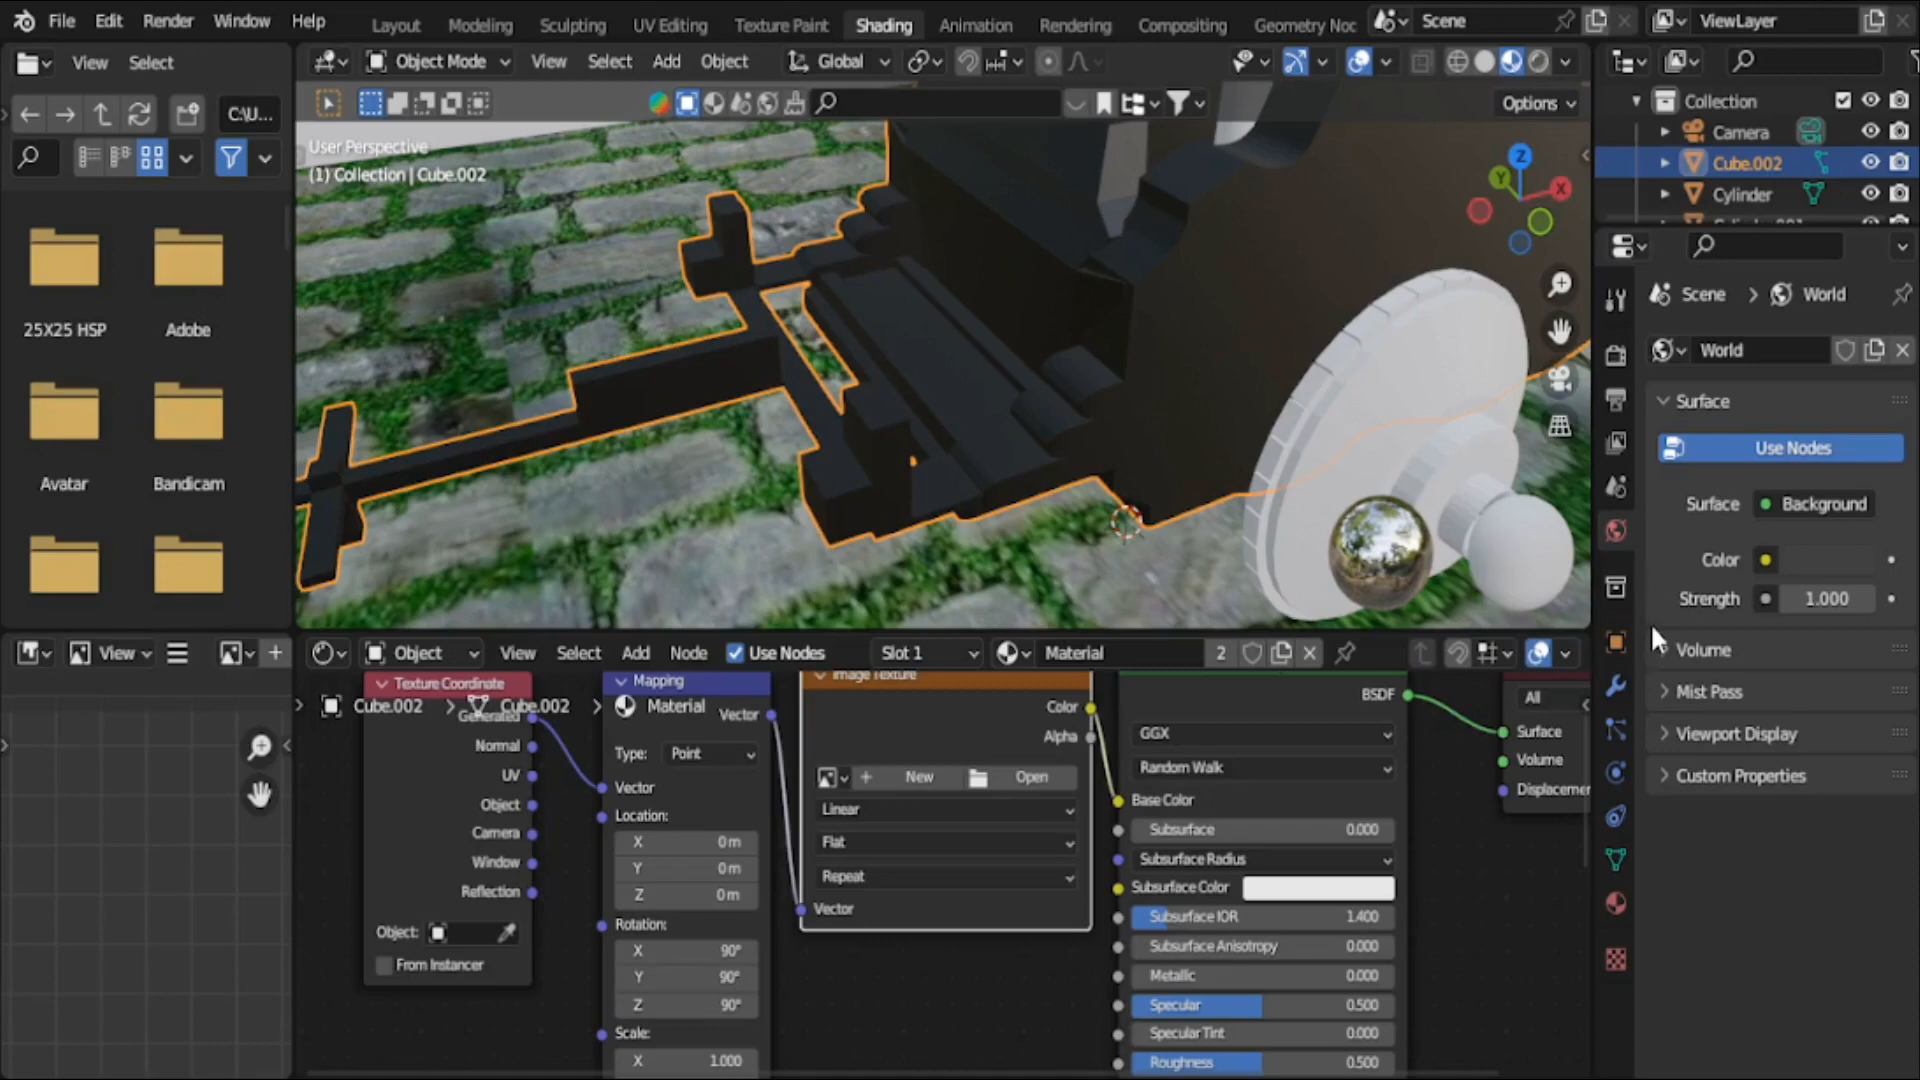 File Edit Render Window Help Layout Modeling Sculpting UV Editing Texture Paint Shading Animation Rendering Compositing Geometry Noc Scene ViewLayer
View Select
Object Mode View Select Add Object Global
C:\U...
Options
Collection
Camera
Cube.002
Cylinder
User Perspective
(1) Collection | Cube.002
Z
Y
X
25X25 HSP Adobe
Avatar Bandicam
Scene > World
World
Surface
Use Nodes
Surface Background
Color
Strength 1.000
Volume
Mist Pass
Viewport Display
Custom Properties
View
Object View Select Add Node Use Nodes Slot 1 Material 2
Texture Coordinate
Cube.002 > Cube.002 > Material
Generated
Normal
UV
Object
Camera
Window
Reflection
Object:
From Instancer
Mapping
Vector
Type: Point
Vector
Location:
X 0 m
Y 0 m
Z 0 m
Rotation:
X 90°
Y 90°
Z 90°
Scale:
X 1.000
Image Texture
Color
Alpha
New Open
Linear
Flat
Repeat
Vector
BSDF
GGX
Random Walk
Base Color
Subsurface 0.000
Subsurface Radius
Subsurface Color
Subsurface IOR 1.400
Subsurface Anisotropy 0.000
Metallic 0.000
Specular 0.500
Specular Tint 0.000
Roughness 0.500
All
Surface
Volume
Displacemen